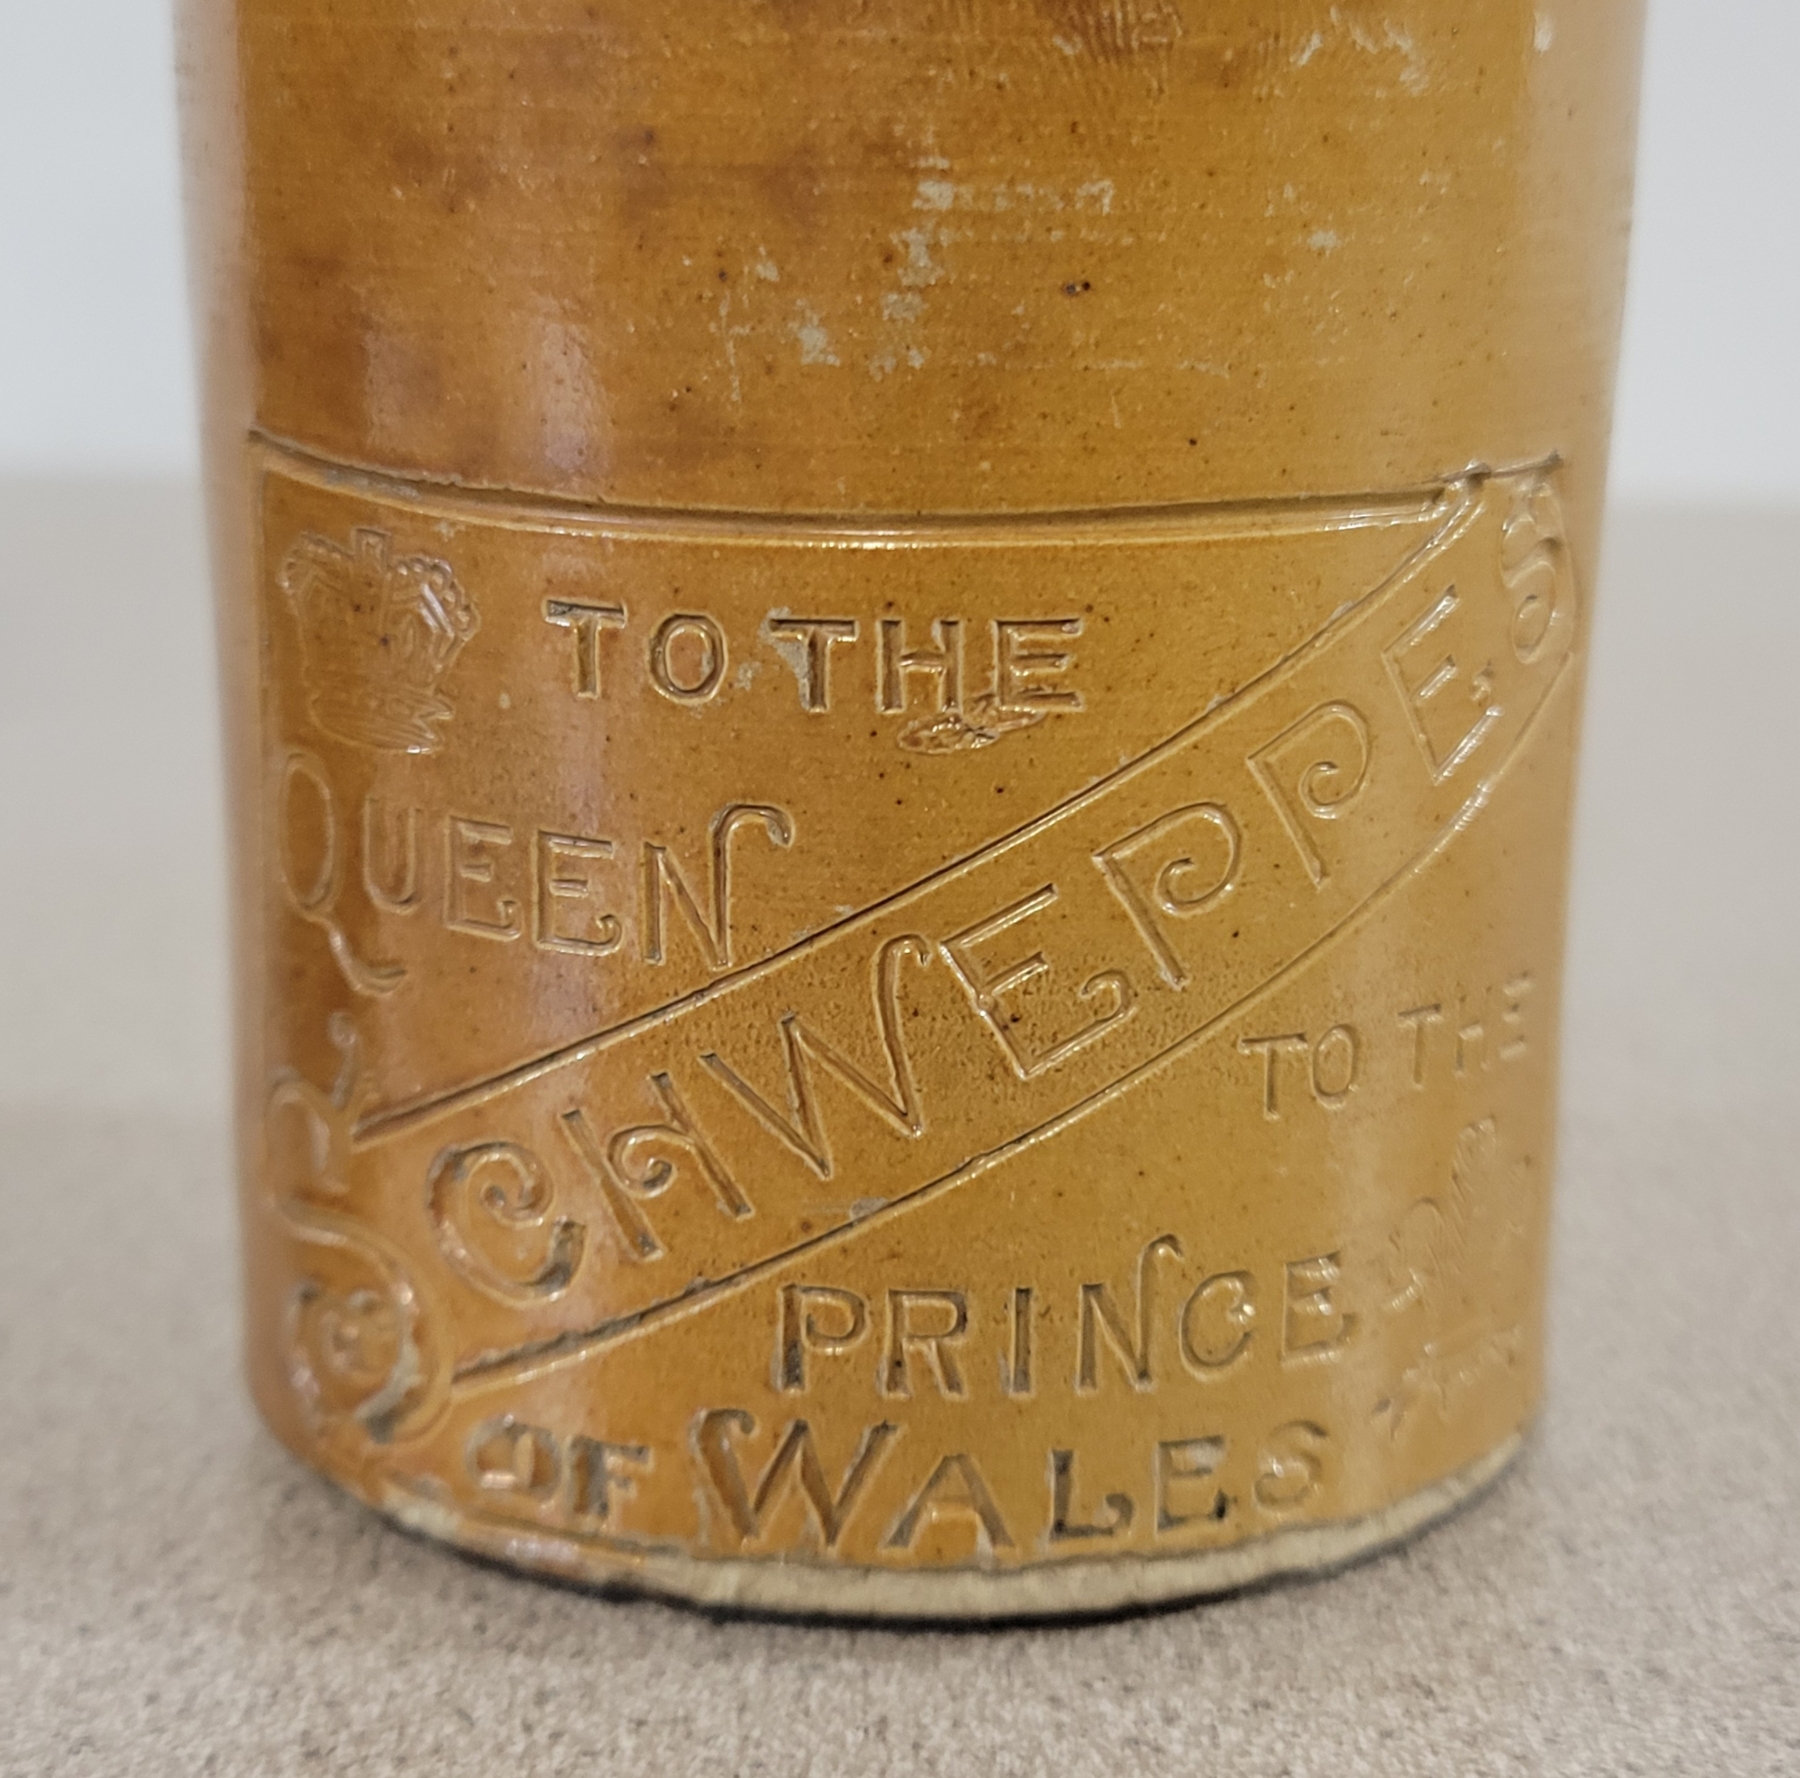 TO THE
QUEEN
SCHWEPPES
TO THE
PRINCE
OF WALES